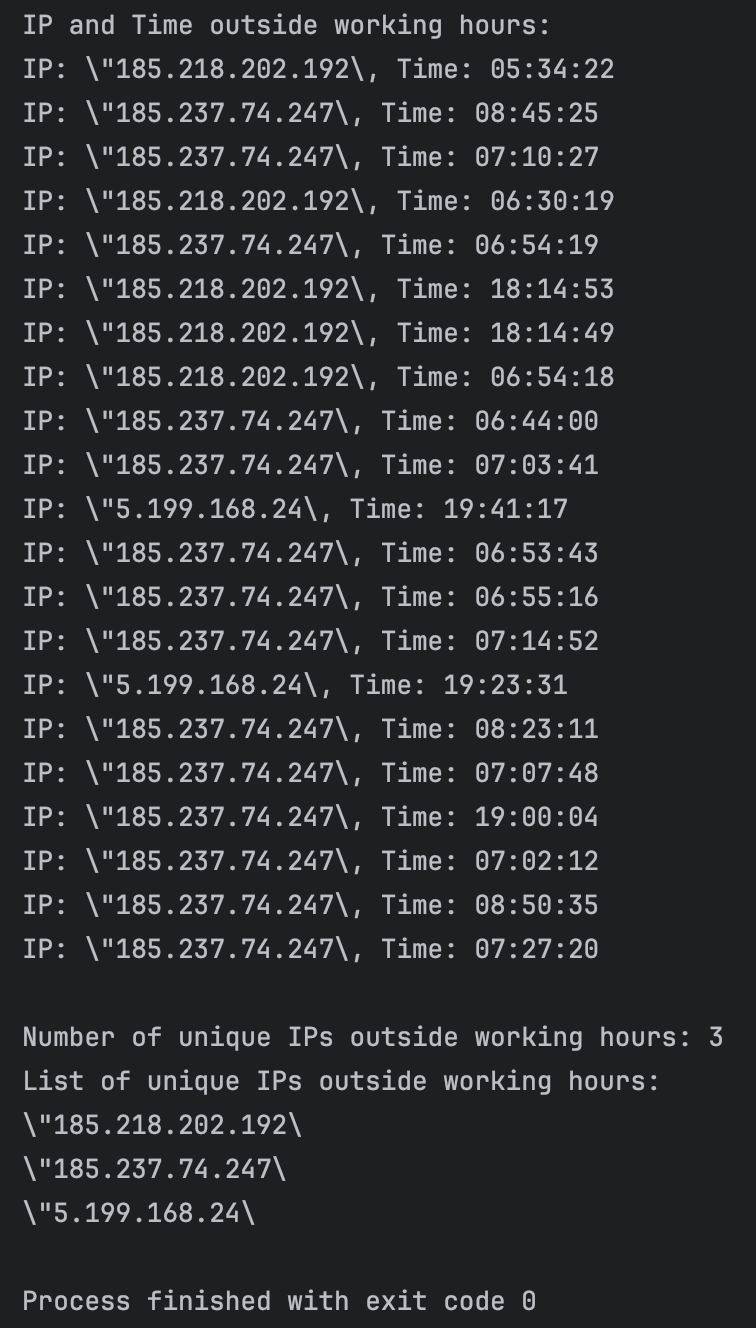 IP and Time outside working hours:
IP: \"185.218.202.192\, Time: 05:34:22
IP: \"185.237.74.247\, Time: 08:45:25
IP: \"185.237.74.247\, Time: 07:10:27
IP: \"185.218.202.192\, Time: 06:30:19
IP: \"185.237.74.247\, Time: 06:54:19
IP: \"185.218.202.192\, Time: 18:14:53
IP: \"185.218.202.192\, Time: 18:14:49
IP: \"185.218.202.192\, Time: 06:54:18
IP: \"185.237.74.247\, Time: 06:44:00
IP: \"185.237.74.247\, Time: 07:03:41
IP: \"5.199.168.24\, Time: 19:41:17
IP: \"185.237.74.247\, Time: 06:53:43
IP: \"185.237.74.247\, Time: 06:55:16
IP: \"185.237.74.247\, Time: 07:14:52
IP: \"5.199.168.24\, Time: 19:23:31
IP: \"185.237.74.247\, Time: 08:23:11
IP: \"185.237.74.247\, Time: 07:07:48
IP: \"185.237.74.247\, Time: 19:00:04
IP: \"185.237.74.247\, Time: 07:02:12
IP: \"185.237.74.247\, Time: 08:50:35
IP: \"185.237.74.247\, Time: 07:27:20
Number of unique IPs outside working hours: 3
List of unique IPs outside working hours:
\"185.218.202.192\
\"185.237.74.247\
\"5.199.168.24\
Process finished with exit code 0